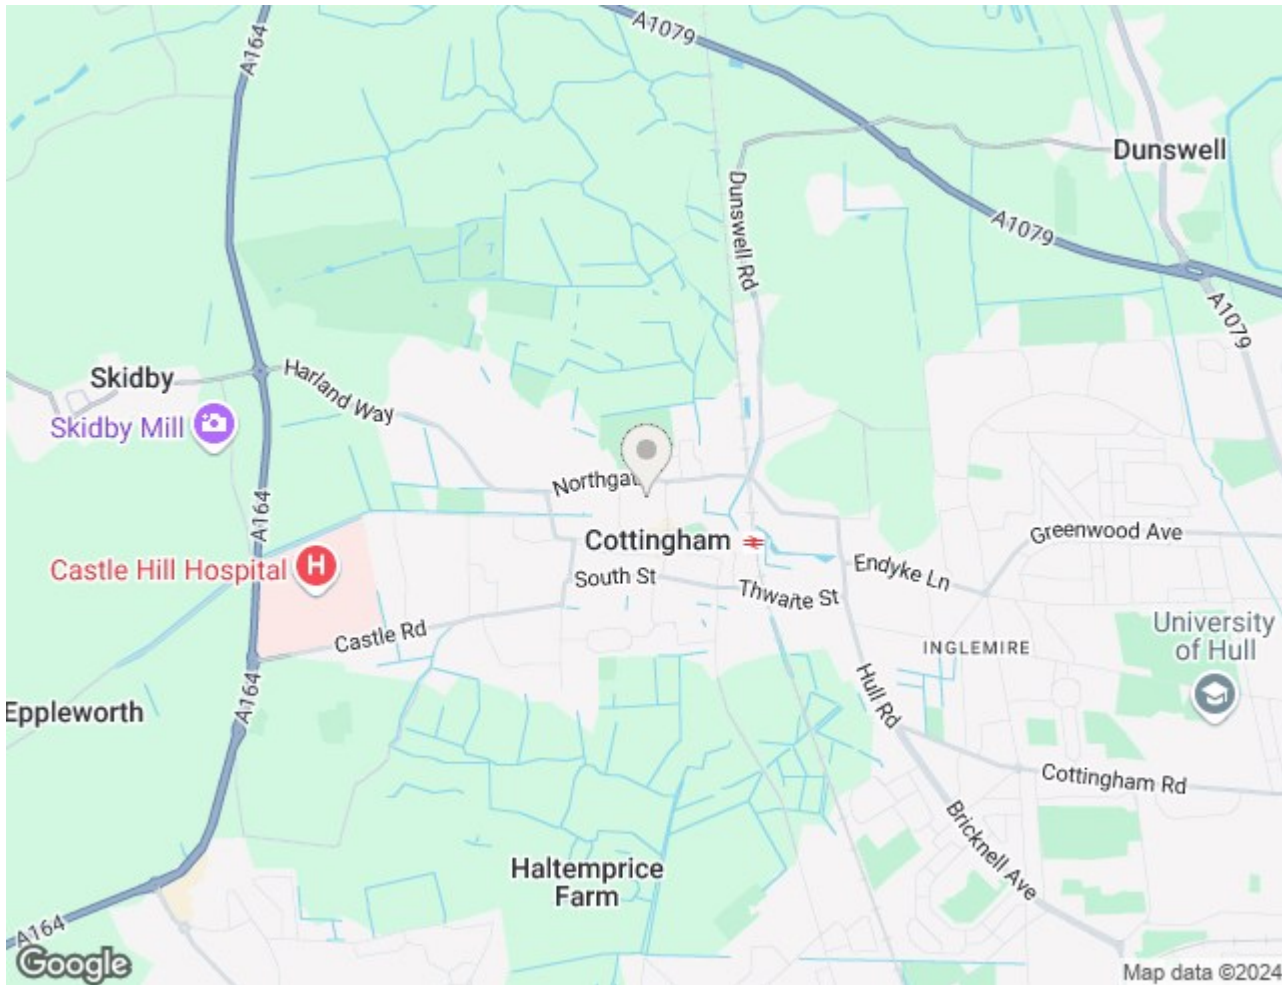 A164
A1079
Dunswell
Dunswell Rd
A1079
A1079
Skidby
Harland Way
Skidby Mill
Northgat
A164
Cottingham
Greenwood Ave
Castle Hill Hospital
H
South St
Endyke Ln
Thwaite St
Castle Rd
University
of Hull
INGLEMIRE
A164
Hull Rd
Eppleworth
Cottingham Rd
Bricknell Ave
Haltemprice
Farm
A164
Google
Map data ©2024